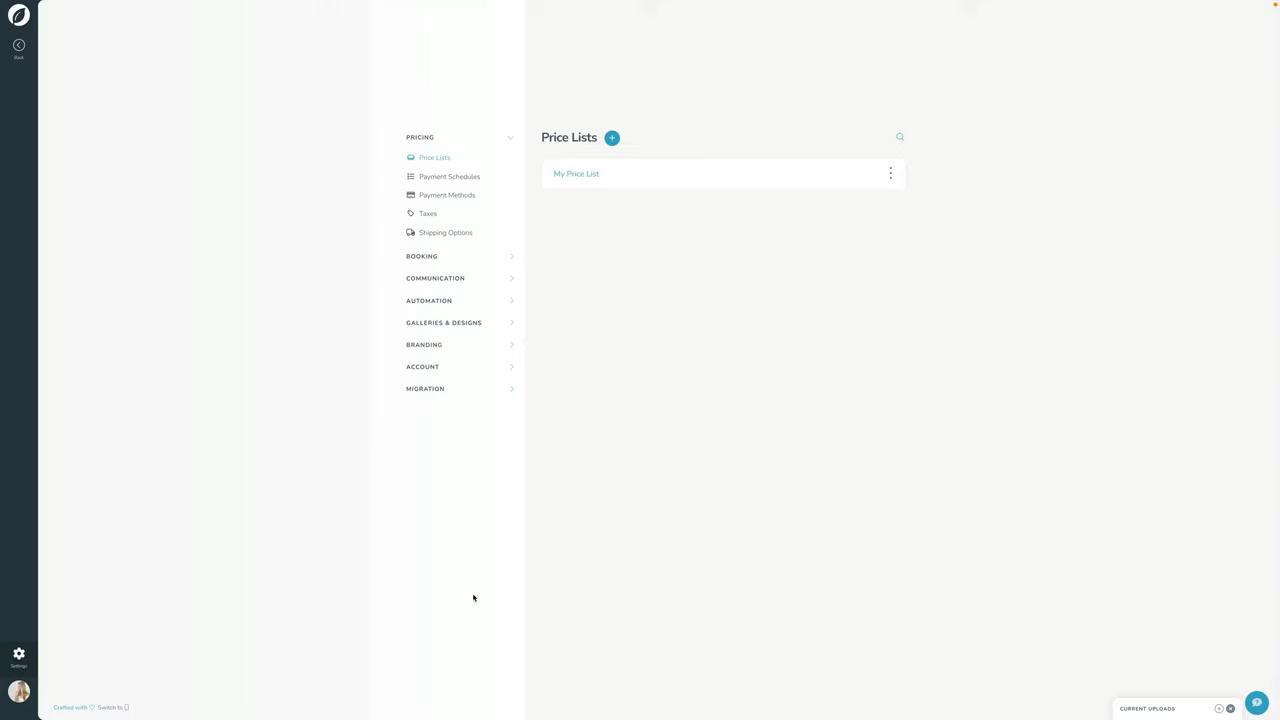 Back
PRICING
Price Lists
Payment Schedules
Payment Methods
Taxes
Shipping Options
BOOKING
COMMUNICATION
AUTOMATION
GALLERIES & DESIGNS
BRANDING
ACCOUNT
MIGRATION
Price Lists
My Price List
Settings
Crafted with Switch to
CURRENT UPLOADS